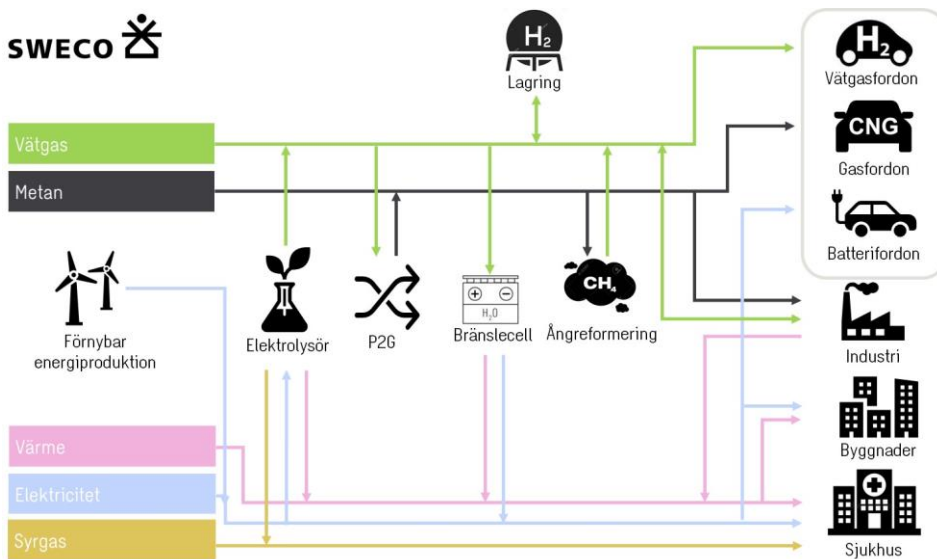 SWECO
H₂
Lagring
H₂
Vätgasfordon
Vätgas
CNG
Gasfordon
Metan
Batterifordon
Förnybar
energiproduktion
Elektrolysör
P2G
H₂O
Bränslecell
CH₄
Ångreformering
Industri
Värme
Byggnader
Elektricitet
Syrgas
Sjukhus